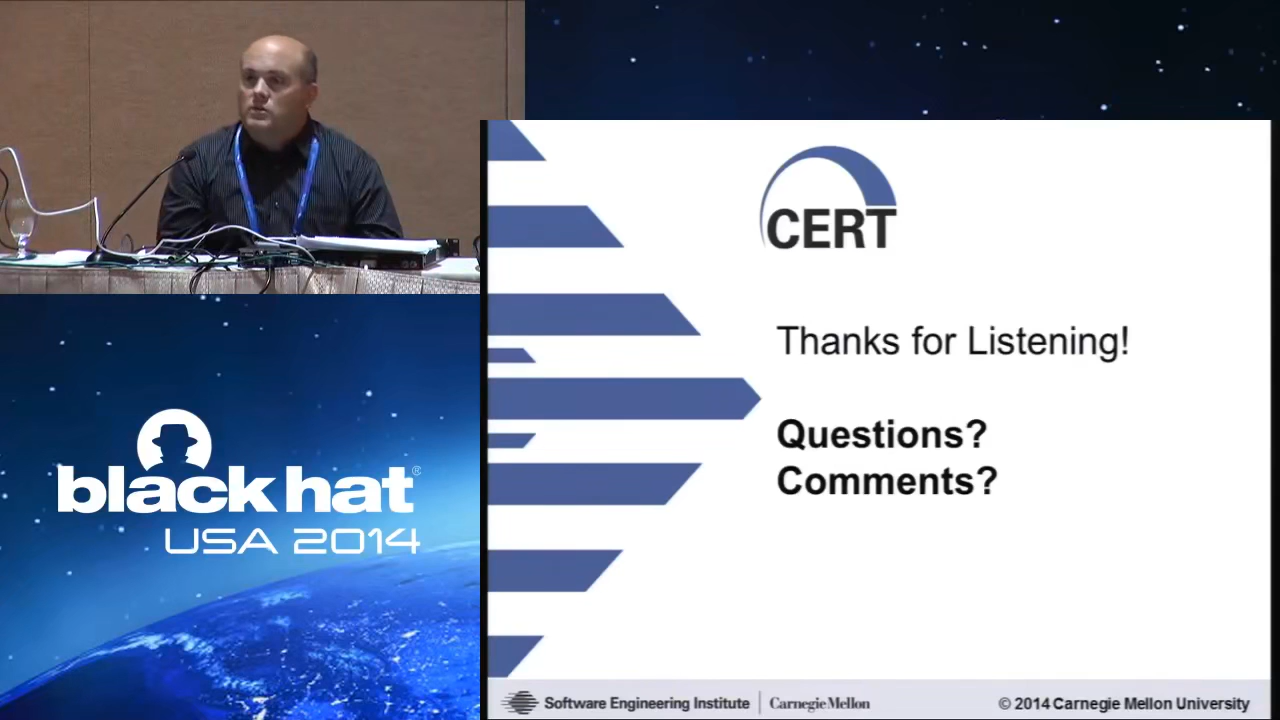 CERT
Thanks for Listening!
Questions?
Comments?
black hat®
USA 2014
Software Engineering Institute | Carnegie Mellon
© 2014 Carnegie Mellon University